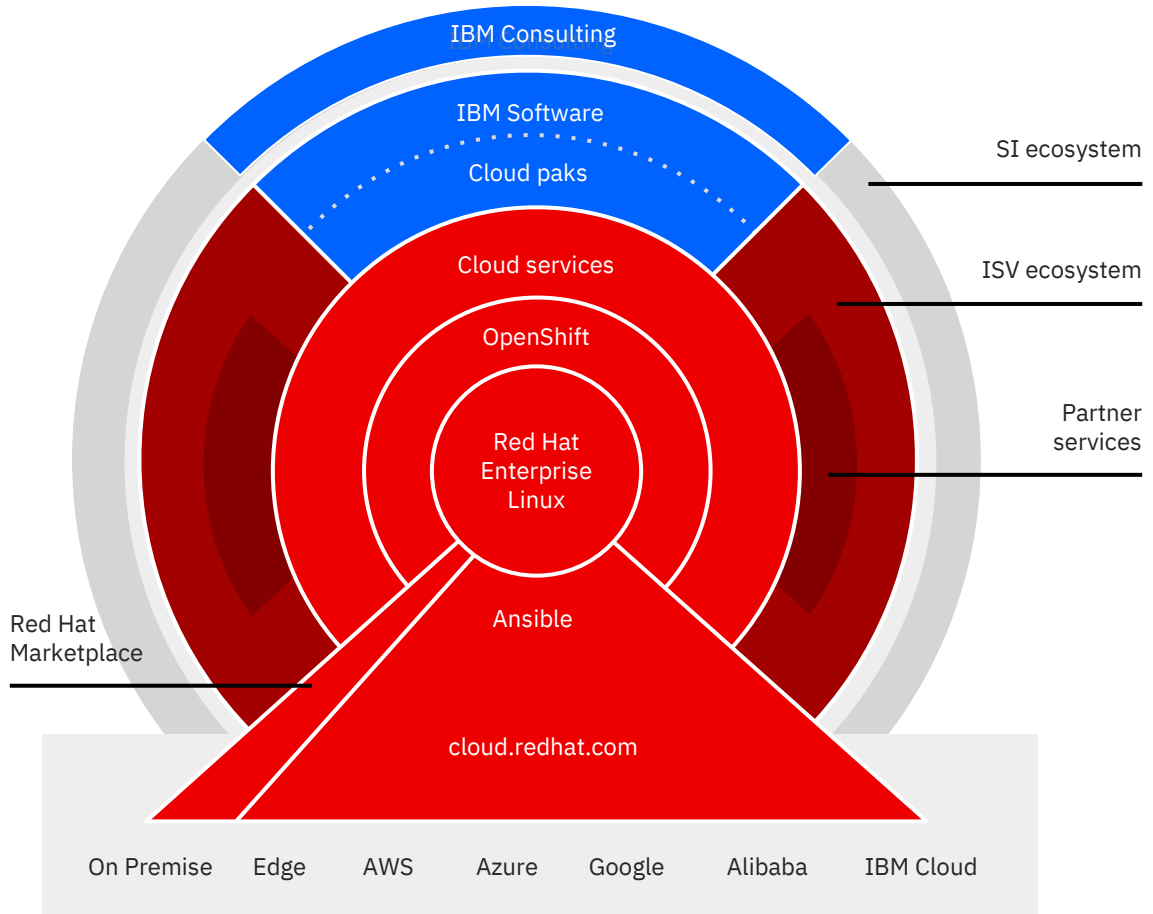 IBM Consulting
IBM Software
Cloud paks
SI ecosystem
Cloud services
ISV ecosystem
OpenShift
Partner
services
Red Hat
Enterprise
Linux
Ansible
Red Hat
Marketplace
cloud.redhat.com
On Premise Edge AWS Azure Google Alibaba IBM Cloud